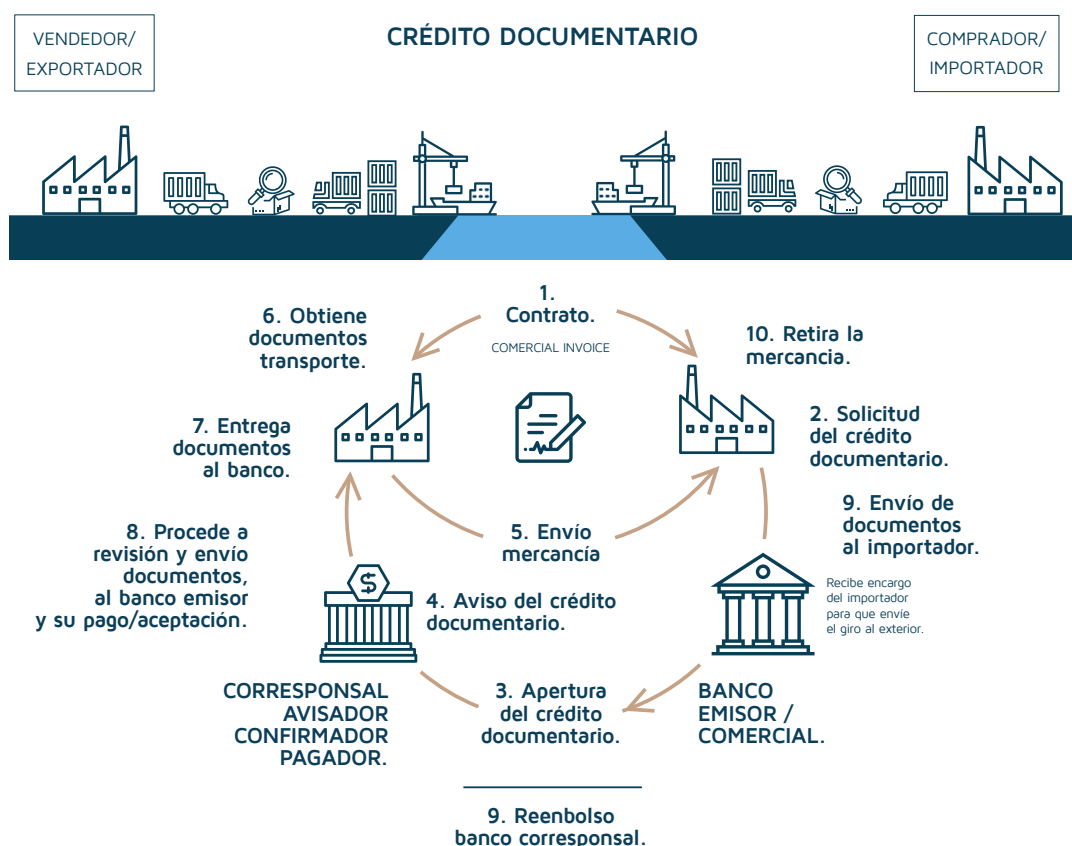 VENDEDOR/
EXPORTADOR
CRÉDITO DOCUMENTARIO
COMPRADOR/
IMPORTADOR
1.
Contrato.
COMERCIAL INVOICE
6. Obtiene
documentos
transporte.
10. Retira la
mercancia.
7. Entrega
documentos
al banco.
2. Solicitud
del crédito
documentario.
8. Procede a
revisión y envío
documentos,
al banco emisor
y su pago/aceptación.
5. Envío
mercancía
9. Envío de
documentos
al importador.
Recibe encargo
del importador
para que envíe
el giro al exterior.
$
4. Aviso del crédito
documentario.
CORRESPONSAL
AVISADOR
CONFIRMADOR
PAGADOR.
3. Apertura
del crédito
documentario.
BANCO
EMISOR /
COMERCIAL.
9. Reenbolso
banco corresponsal.